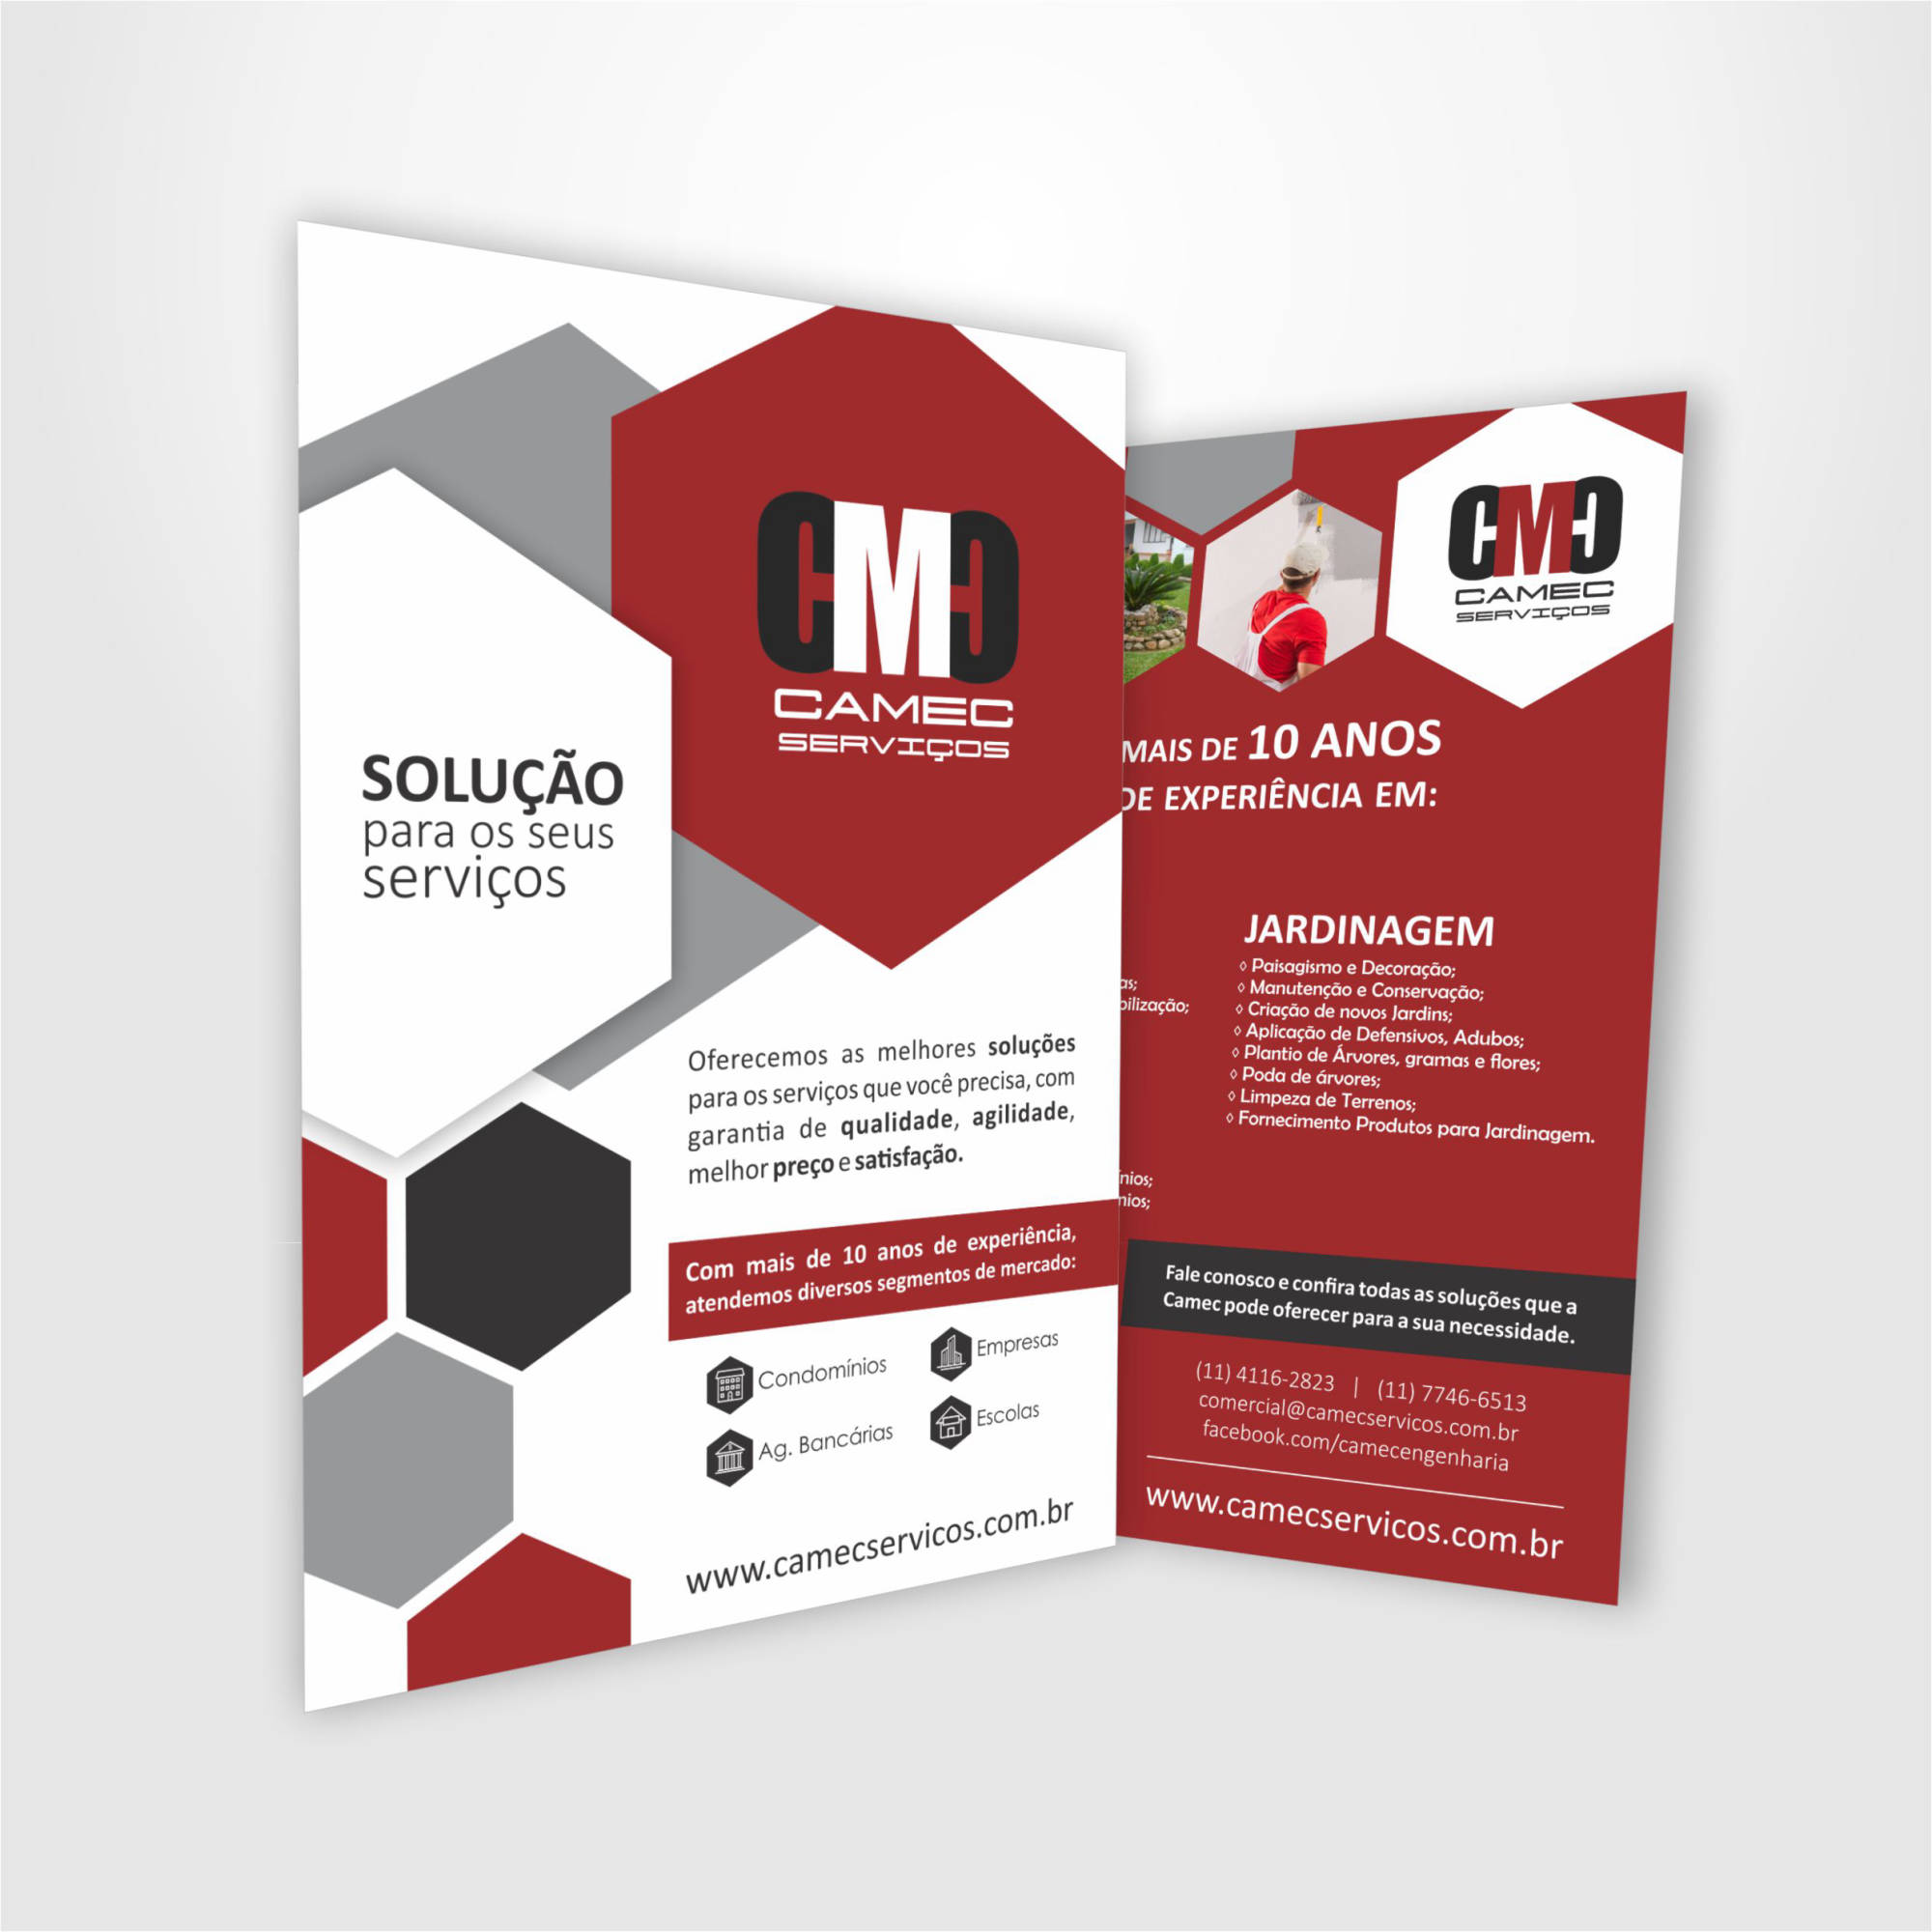 CMC
CAMEC
SERVIÇOS
SOLUÇÃO
para os seus
serviços
Oferecemos as melhores soluções
para os serviços que você precisa, com
garantia de qualidade, agilidade,
melhor preço e satisfação.
Com mais de 10 anos de experiência,
atendemos diversos segmentos de mercado:
Condomínios
Empresas
Ag. Bancárias
Escolas
www.camecservicos.com.br
CMC
CAMEC
SERVIÇOS
MAIS DE 10 ANOS
DE EXPERIÊNCIA EM:
JARDINAGEM
◊ Paisagismo e Decoração;
◊ Manutenção e Conservação;
◊ Criação de novos Jardins;
◊ Aplicação de Defensivos, Adubos;
◊ Plantio de Árvores, gramas e flores;
◊ Poda de árvores;
◊ Limpeza de Terrenos;
◊ Fornecimento Produtos para Jardinagem.
Fale conosco e confira todas as soluções que a
Camec pode oferecer para a sua necessidade.
(11) 4116-2823 | (11) 7746-6513
comercial@camecservicos.com.br
facebook.com/camecengenharia
www.camecservicos.com.br